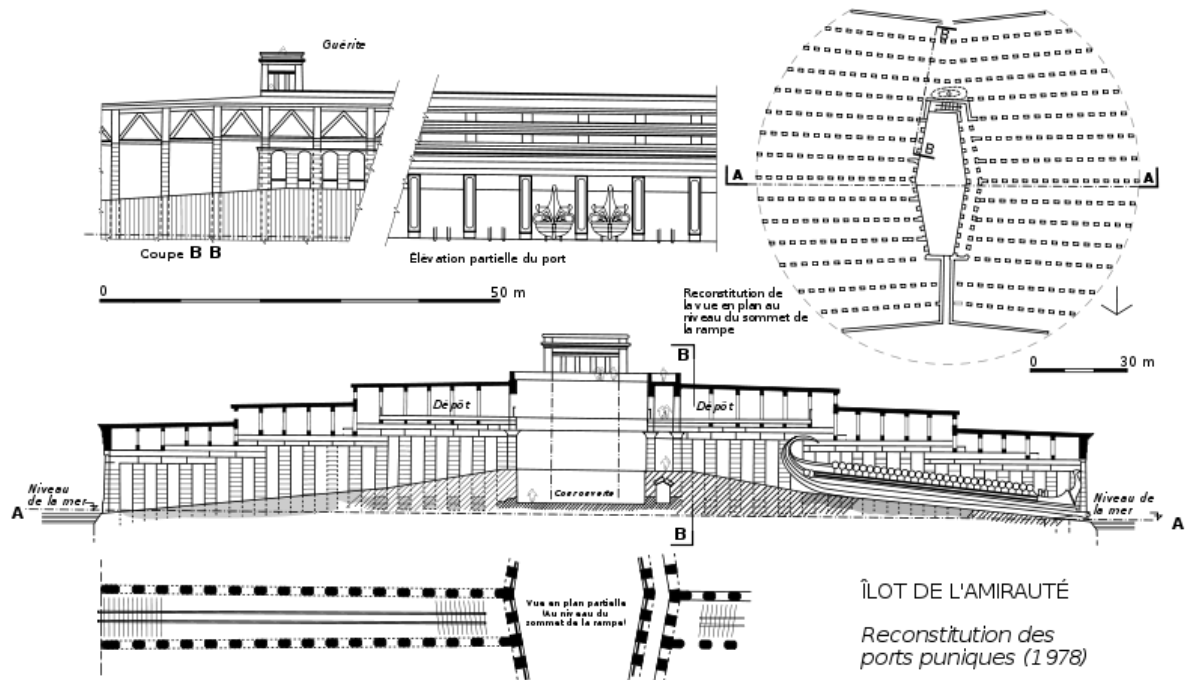 Guérite
B
B
A
A
Coupe B B
Élévation partielle du port
0
50 m
Reconstitution de
la vue en plan au
niveau du sommet de
la rampe
0
30 m
B
Dépôt
Dépôt
Niveau
de la mer
A
Cour ouverte
Niveau de
la mer
A
B
Vue en plan partielle
(Au niveau du
sommet de la rampe)
ÎLOT DE L'AMIRAUTÉ
Reconstitution des
ports puniques (1978)